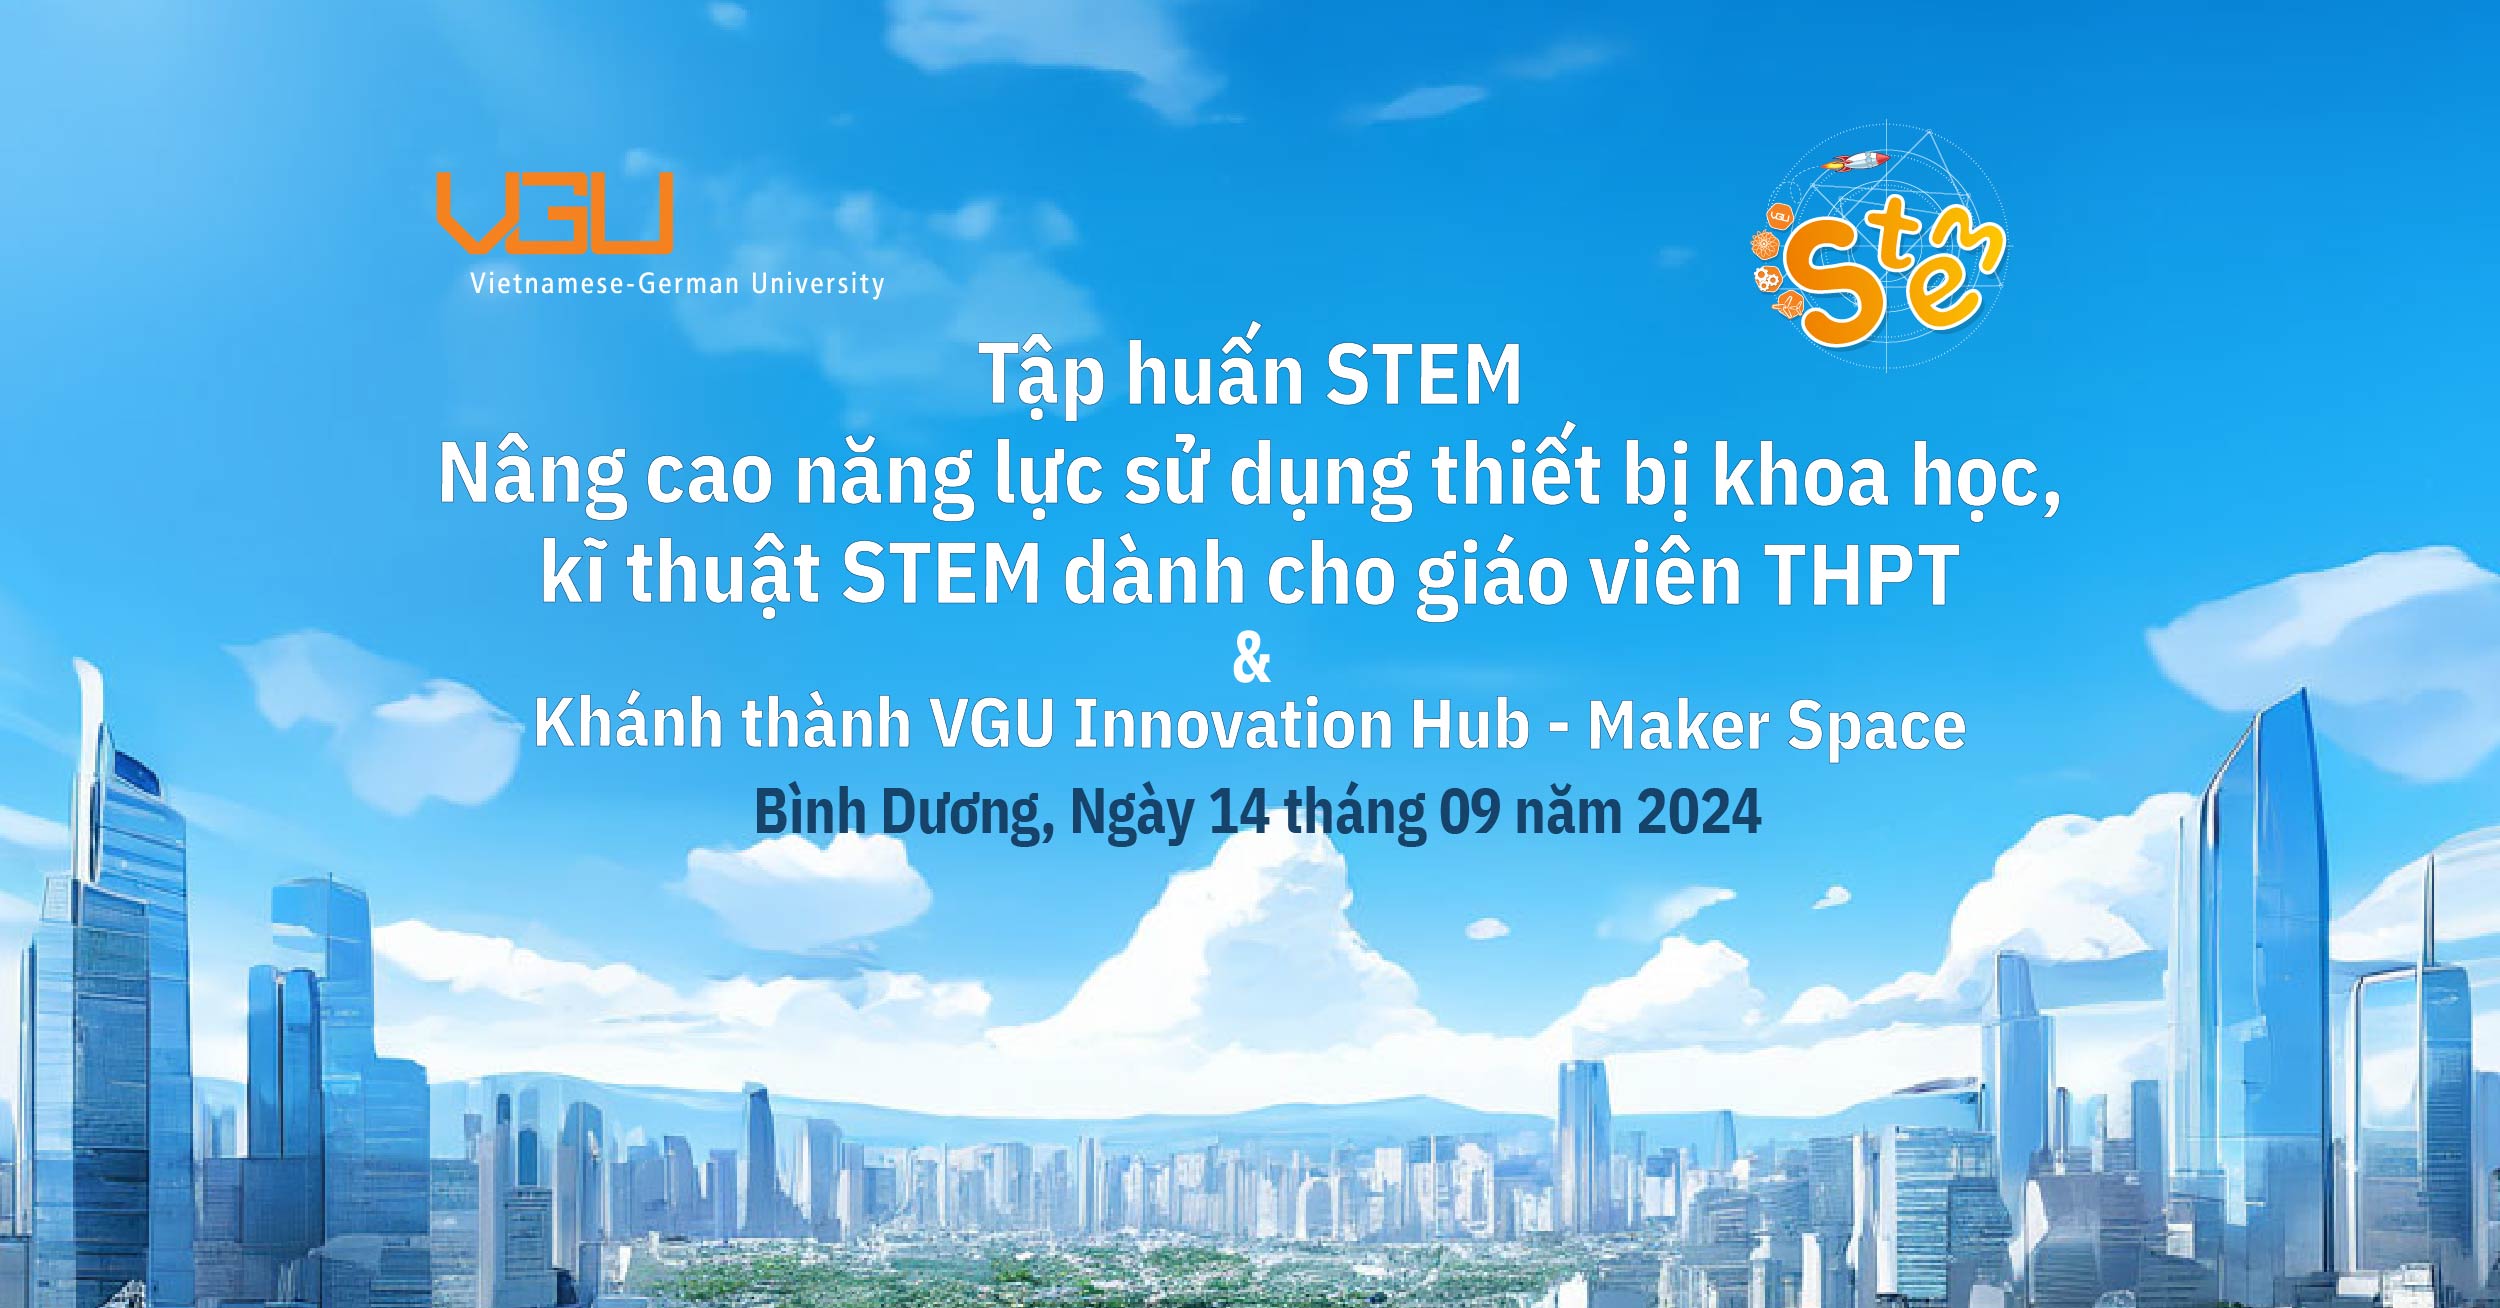 VGU
Vietnamese-German University
STEM
Tập huấn STEM
Nâng cao năng lực sử dụng thiết bị khoa học,
kĩ thuật STEM dành cho giáo viên THPT
&
Khánh thành VGU Innovation Hub - Maker Space
Bình Dương, Ngày 14 tháng 09 năm 2024